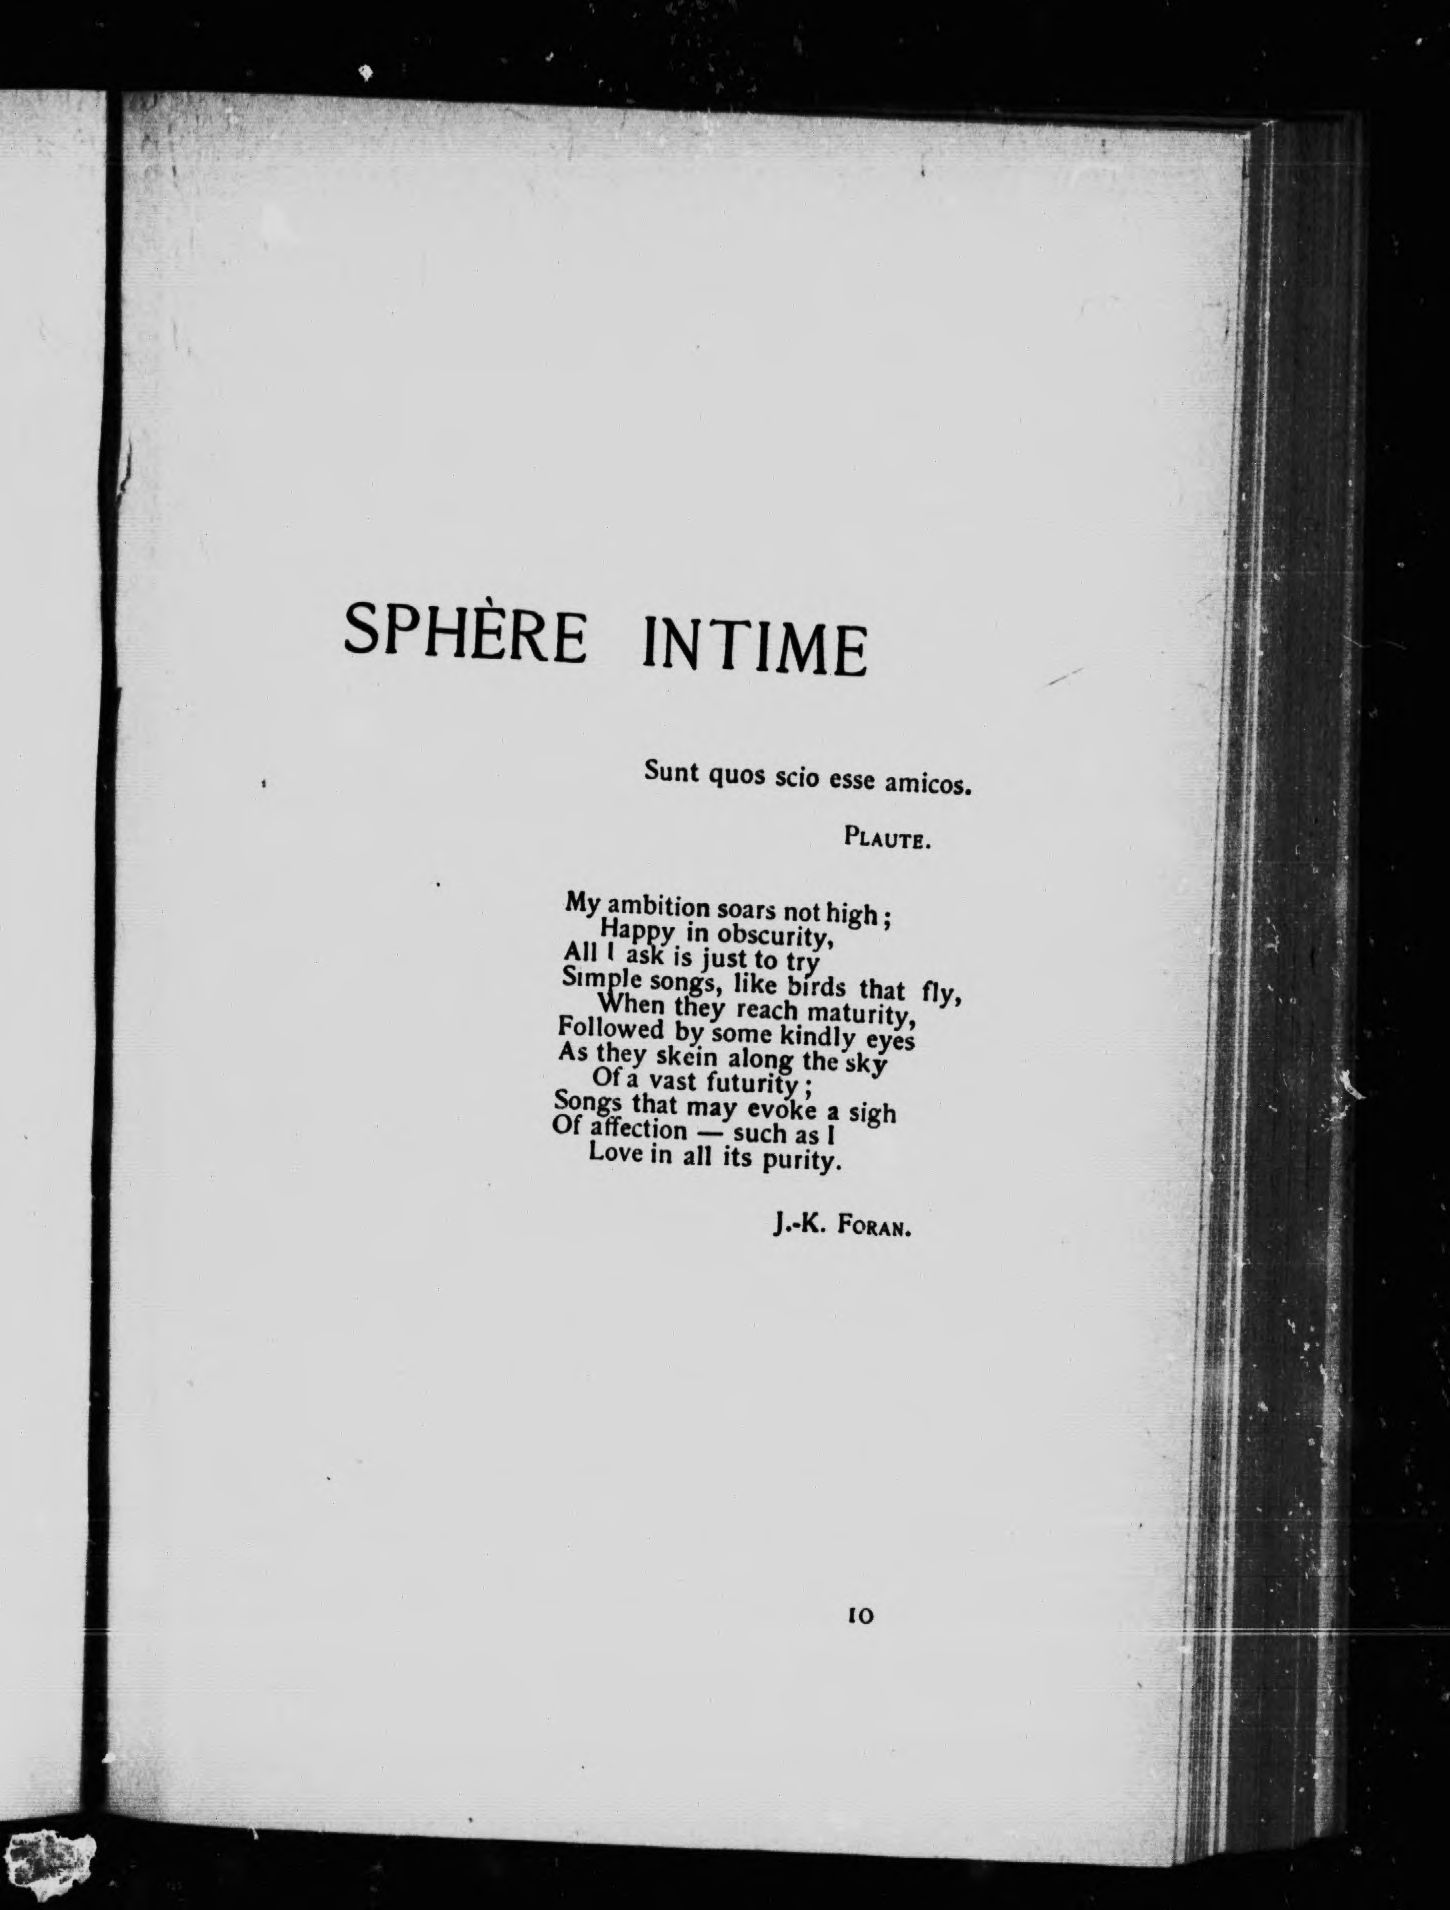 SPHÈRE INTIME
Sunt quos scio esse amicos.
PLAUTE.
My ambition soars not high ;
Happy in obscurity,
All I ask is just to try
Simple songs, like birds that fly,
When they reach maturity,
Followed by some kindly eyes
As they skein along the sky
Of a vast futurity ;
Songs that may evoke a sigh
Of affection — such as I
Love in all its purity.
J.-K. FORAN.
10